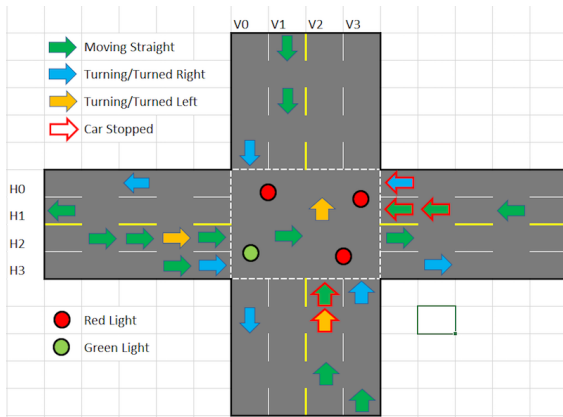 V0 V1 V2 V3
Moving Straight
Turning/Turned Right
Turning/Turned Left
Car Stopped
H0
H1
H2
H3
Red Light
Green Light